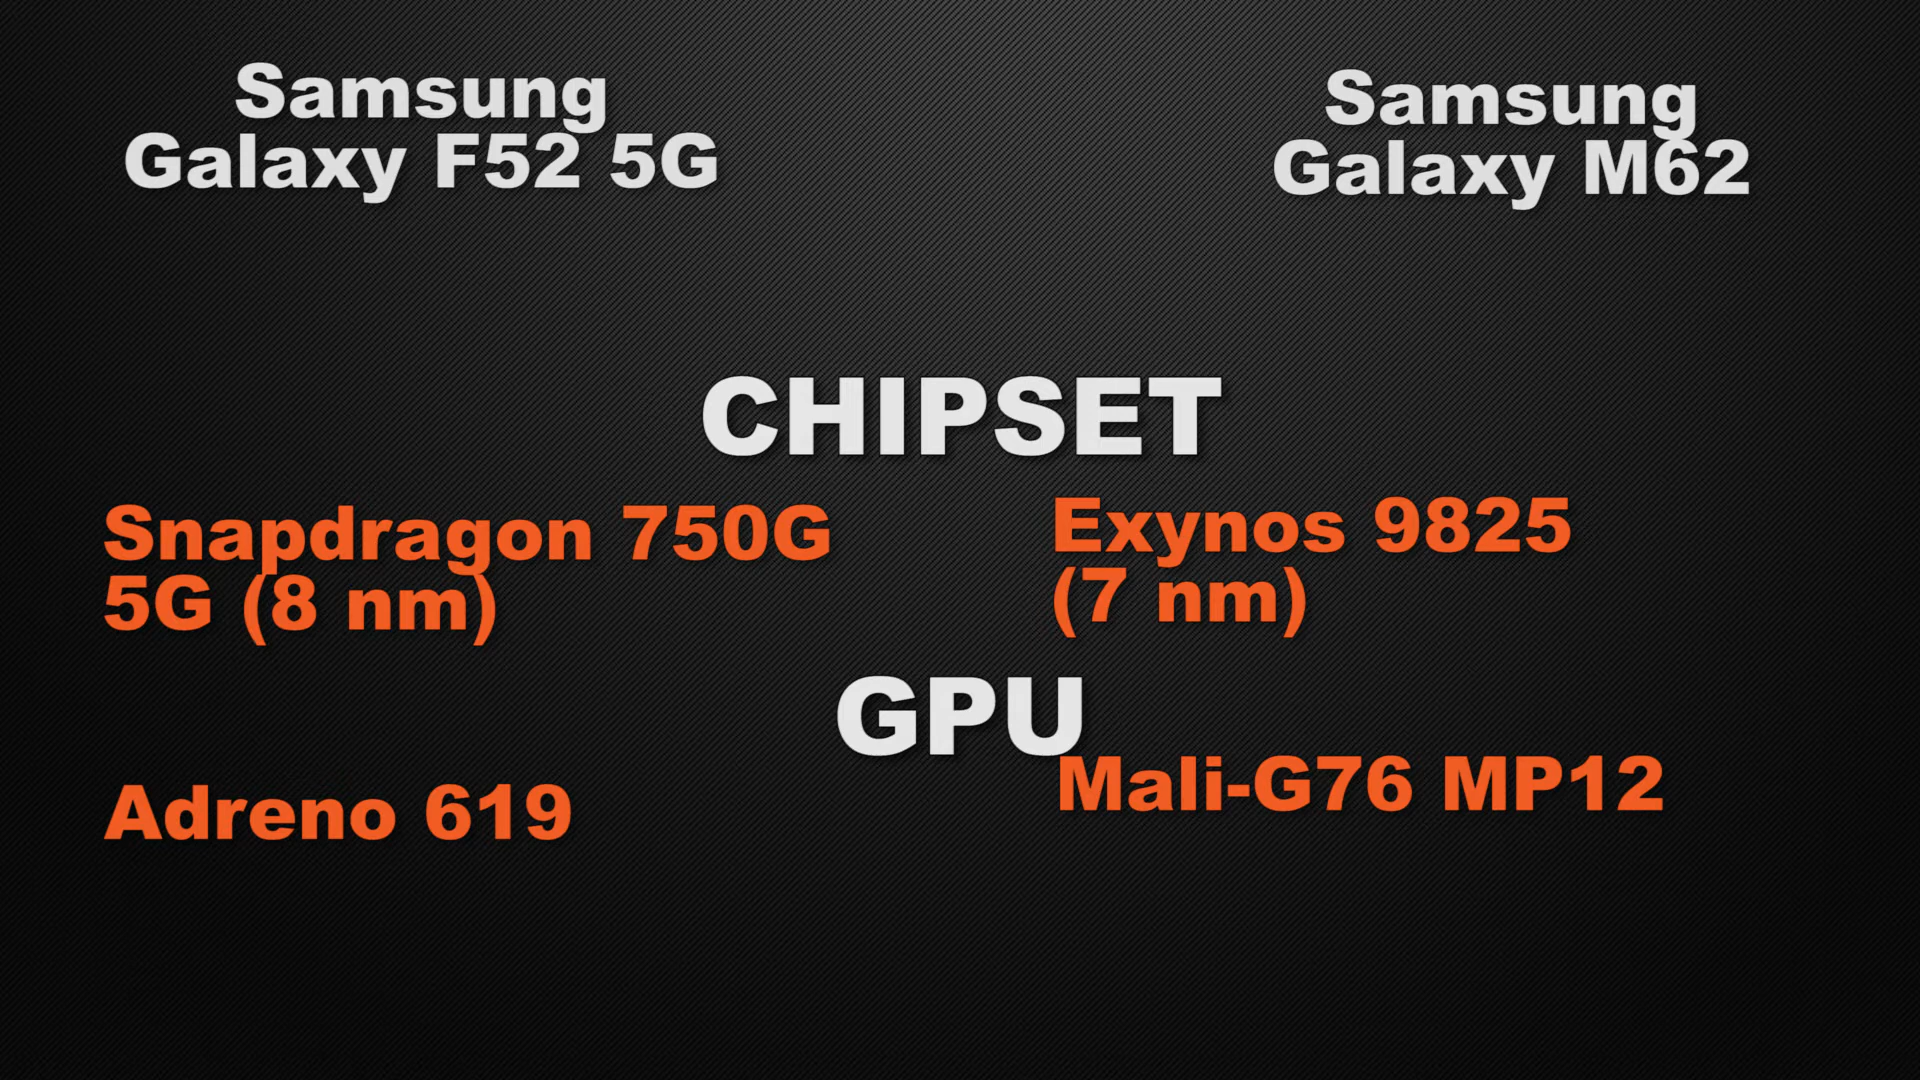 Samsung
Galaxy F52 5G
Samsung
Galaxy M62
CHIPSET
Snapdragon 750G
5G (8 nm)
Exynos 9825
(7 nm)
GPU
Adreno 619
Mali-G76 MP12